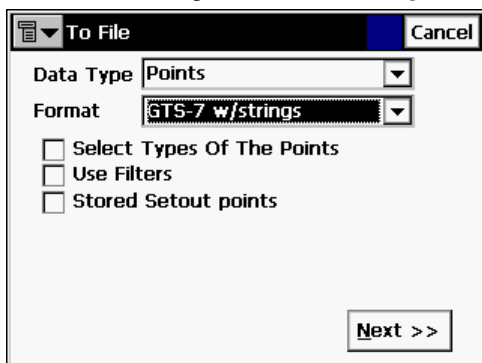 To File Cancel
Data Type Points
Format GTS-7 w/strings
Select Types Of The Points
Use Filters
Stored Setout points
Next >>